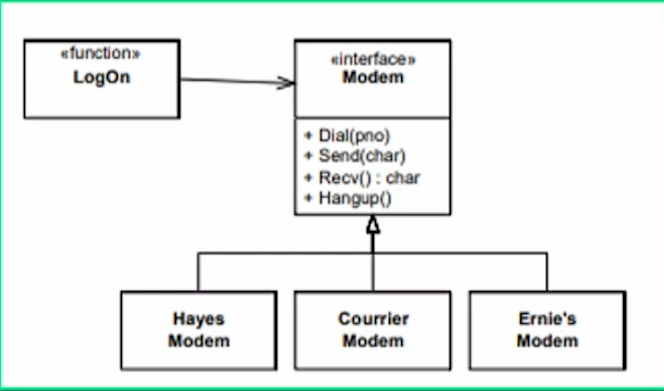 «function»
LogOn
«interface»
Modem
+ Dial(pno)
+ Send(char)
+ Recv() : char
+ Hangup()
Hayes
Modem
Courrier
Modem
Ernie's
Modem